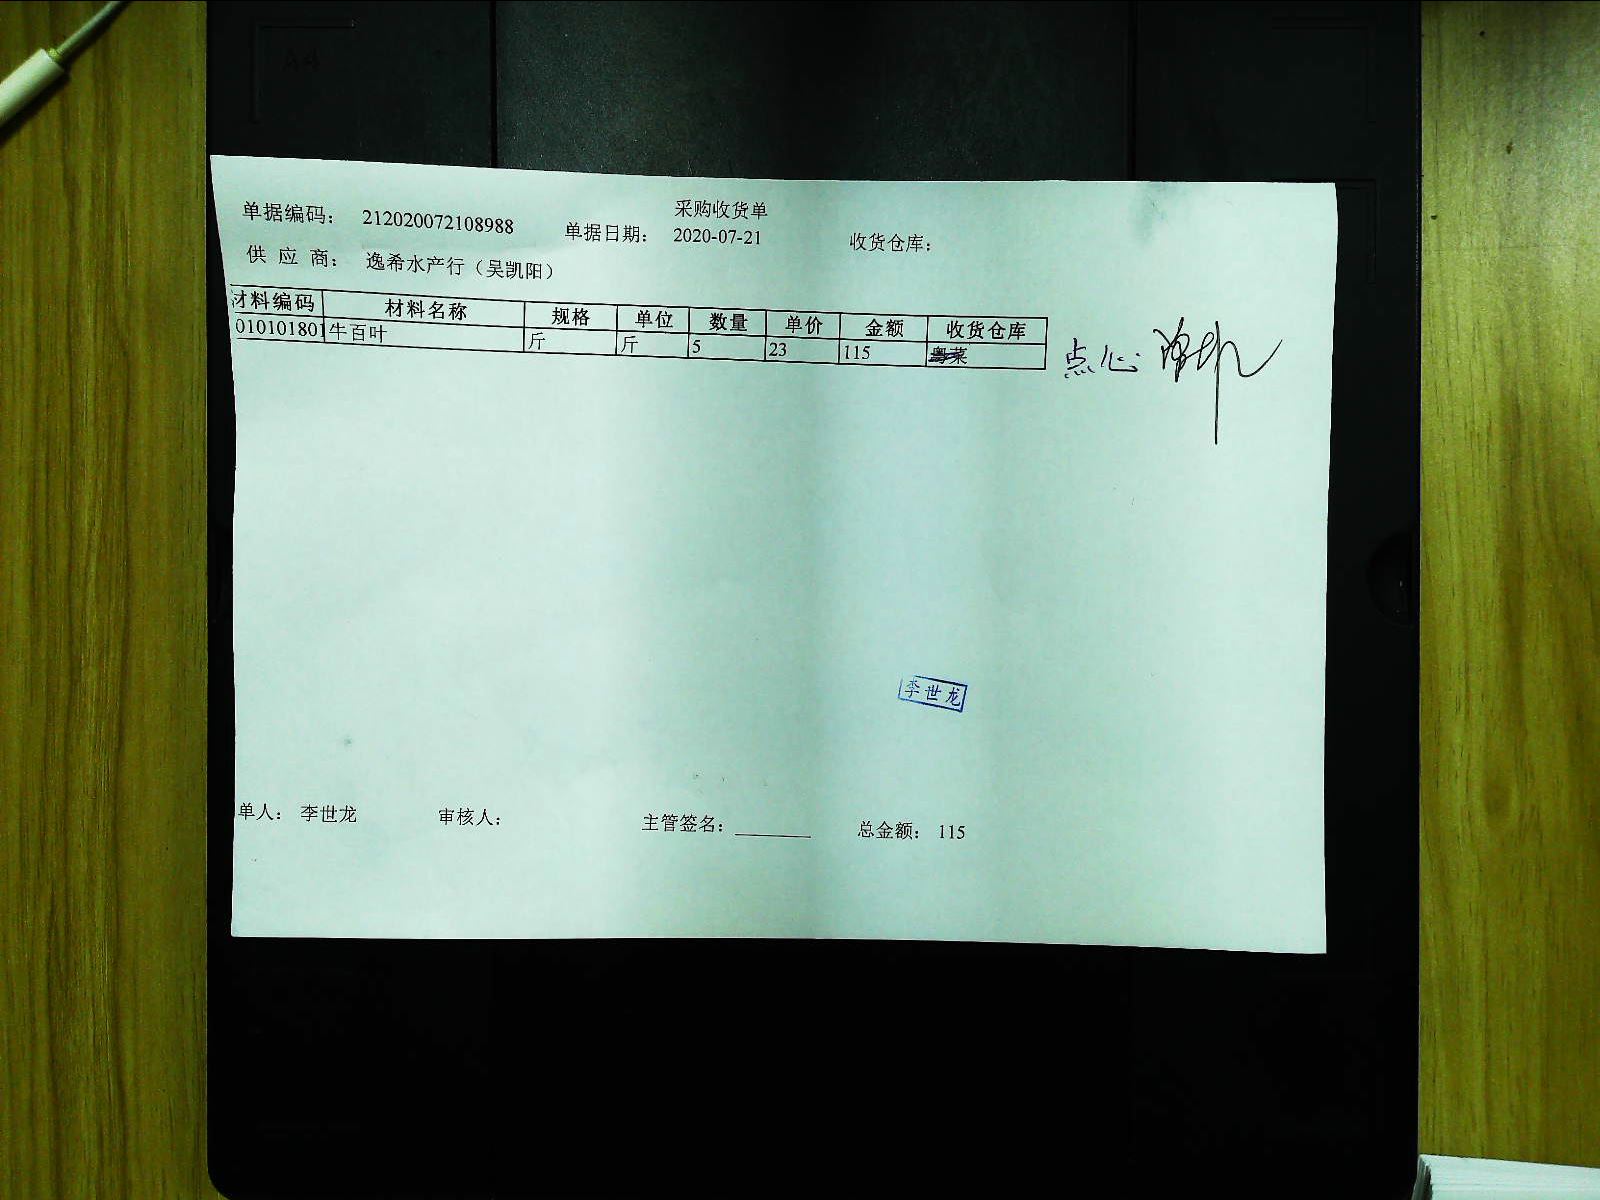 采购收货单
单据编码： 212020072108988 单据日期： 2020-07-21 收货仓库：
供 应 商： 逸希水产行（吴凯阳）
材料编码 材料名称 规格 单位 数量 单价 金额 收货仓库
010101801 牛百叶 斤 斤 5 23 115 粤菜
点心
李世龙
单人： 李世龙 审核人： 主管签名： 总金额： 115